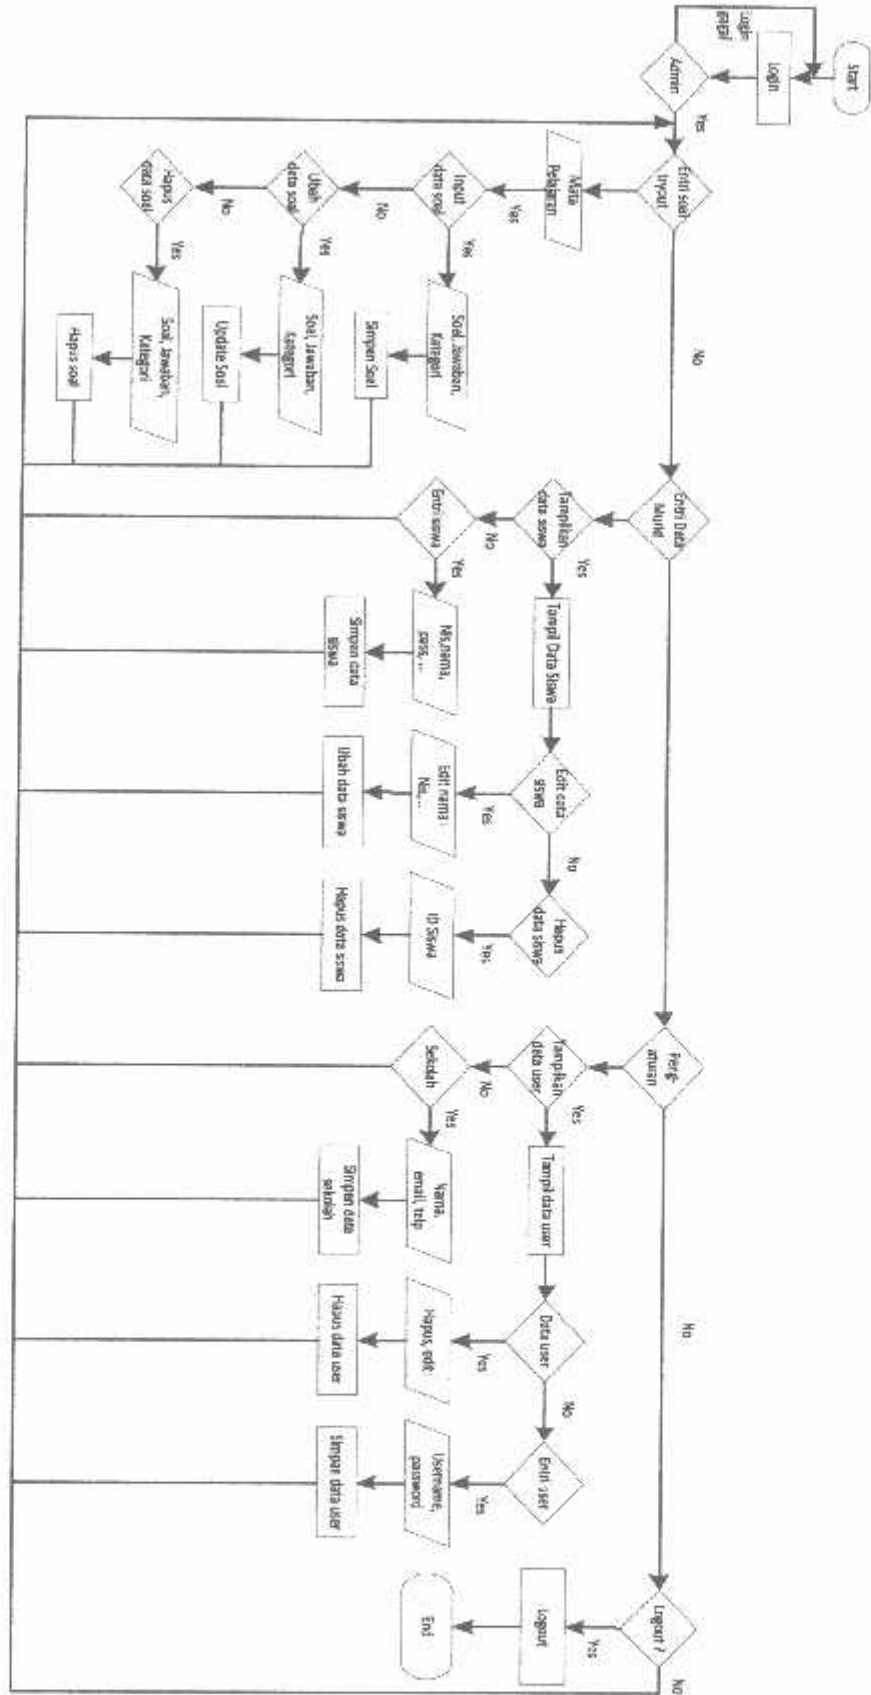 Start
Login
Login
gagal
Admin
Yes
Entri soal
Input
No
Mata
Pelajaran
Yes
Input
data soal
Yes
Soal, Jawaban,
Kategori
Simpan Soal
No
Ubah
data soal
Yes
Soal, Jawaban,
Kategori
Update Soal
No
Hapus
data soal
Yes
Soal, Jawaban,
Kategori
Hapus soal
Entri Data
Murid
Tampilkan
data siswa
Yes
Tampil Data Siswa
Edit data
siswa
No
Hapus
data siswa
No
Entri siswa
Yes
Nis,nama,
pass, ...
Simpan data
siswa
Yes
Edit nama
Nis,...
Ubah data siswa
Yes
ID Siswa
Hapus data siswa
Peng-
aturan
No
Tampilkan
data user
Yes
Tampil data user
Data user
No
Entri user
No
Sekolah
Yes
Nama,
email, telp
Simpan data
sekolah
Yes
Hapus, edit
Hapus data user
Yes
Username,
password
Simpan data user
Logout ?
No
Yes
Logout
End